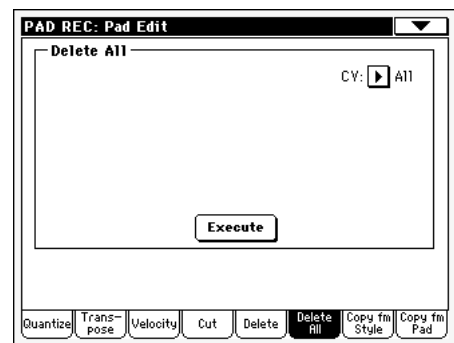 PAD REC: Pad Edit
Delete All
CV: All
Execute
Quantize Trans-pose Velocity Cut Delete Delete All Copy fm Style Copy fm Pad